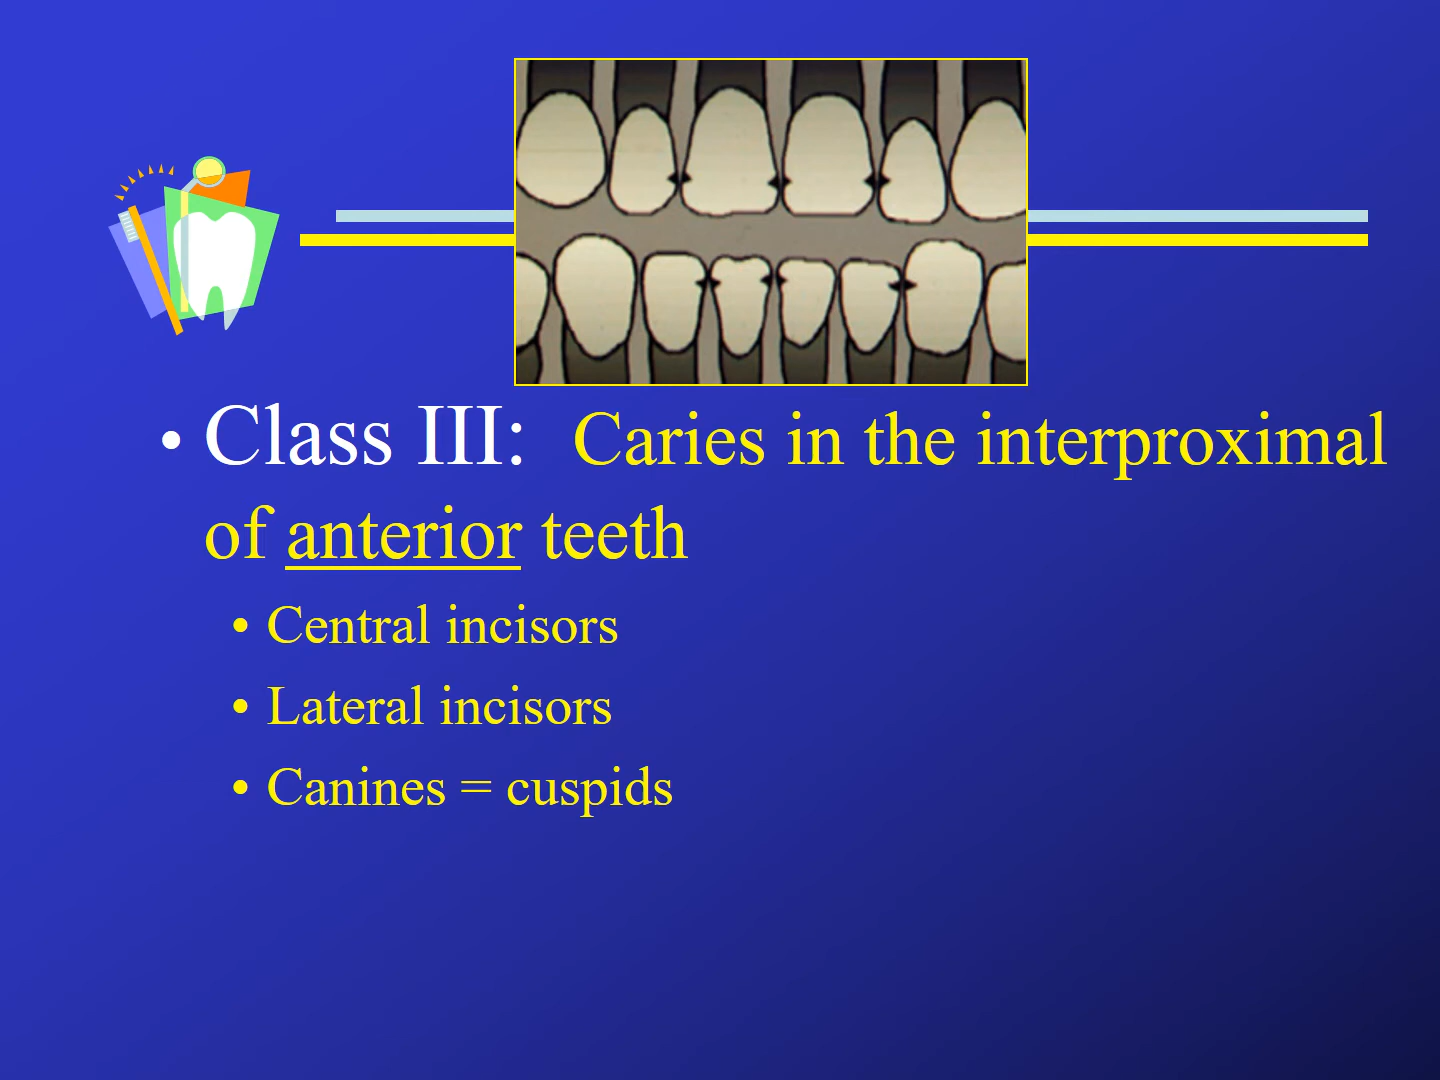 • Class III: Caries in the interproximal
of anterior teeth
• Central incisors
• Lateral incisors
• Canines = cuspids